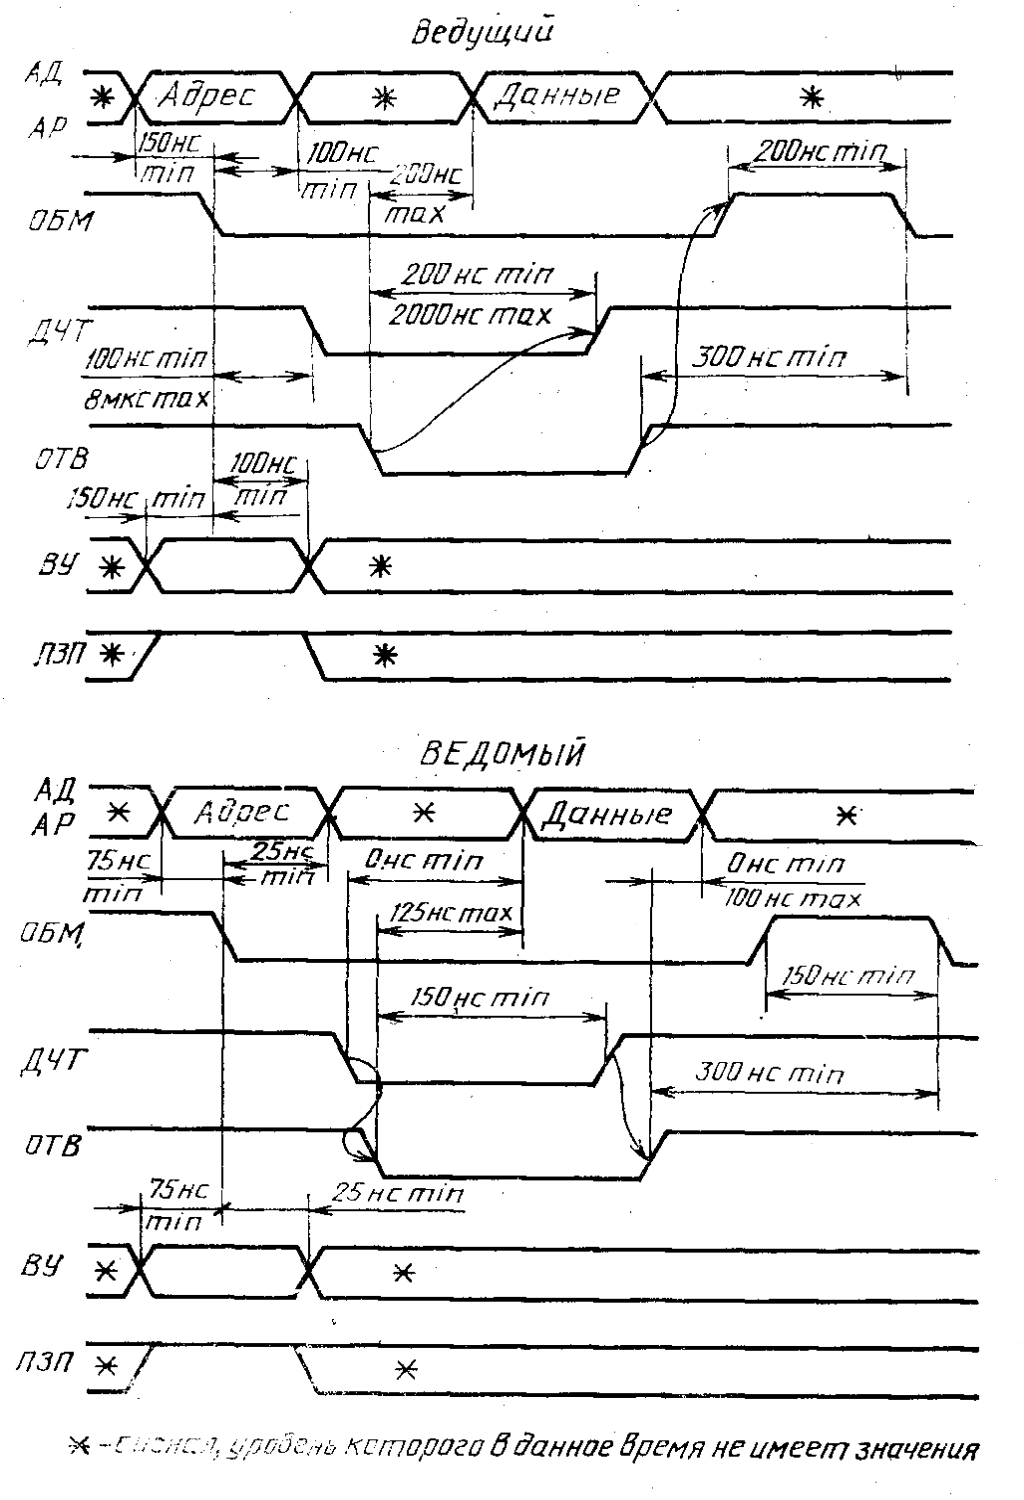 Ведущий
АД
Адрес
*
*
Данные
*
*
АР
150нс
min
100нс
min
200нс
max
200нс min
ОБМ
200 нс min
2000нс max
ДЧТ
100нс min
8мкс max
300 нс min
ОТВ
100нс
min
150нс min
ВУ
*
*
ПЗП
*
*
ВЕДОМЫЙ
АД
АР
*
Адрес
*
Данные
*
75нс
min
25нс
min
0нс min
125нс max
0нс min
100 нс max
ОБМ
150нс min
150нс min
ДЧТ
300 нс min
ОТВ
75нс
min
25 нс min
ВУ
*
*
ПЗП
*
*
* - сигнал, уровень которого в данное время не имеет значения